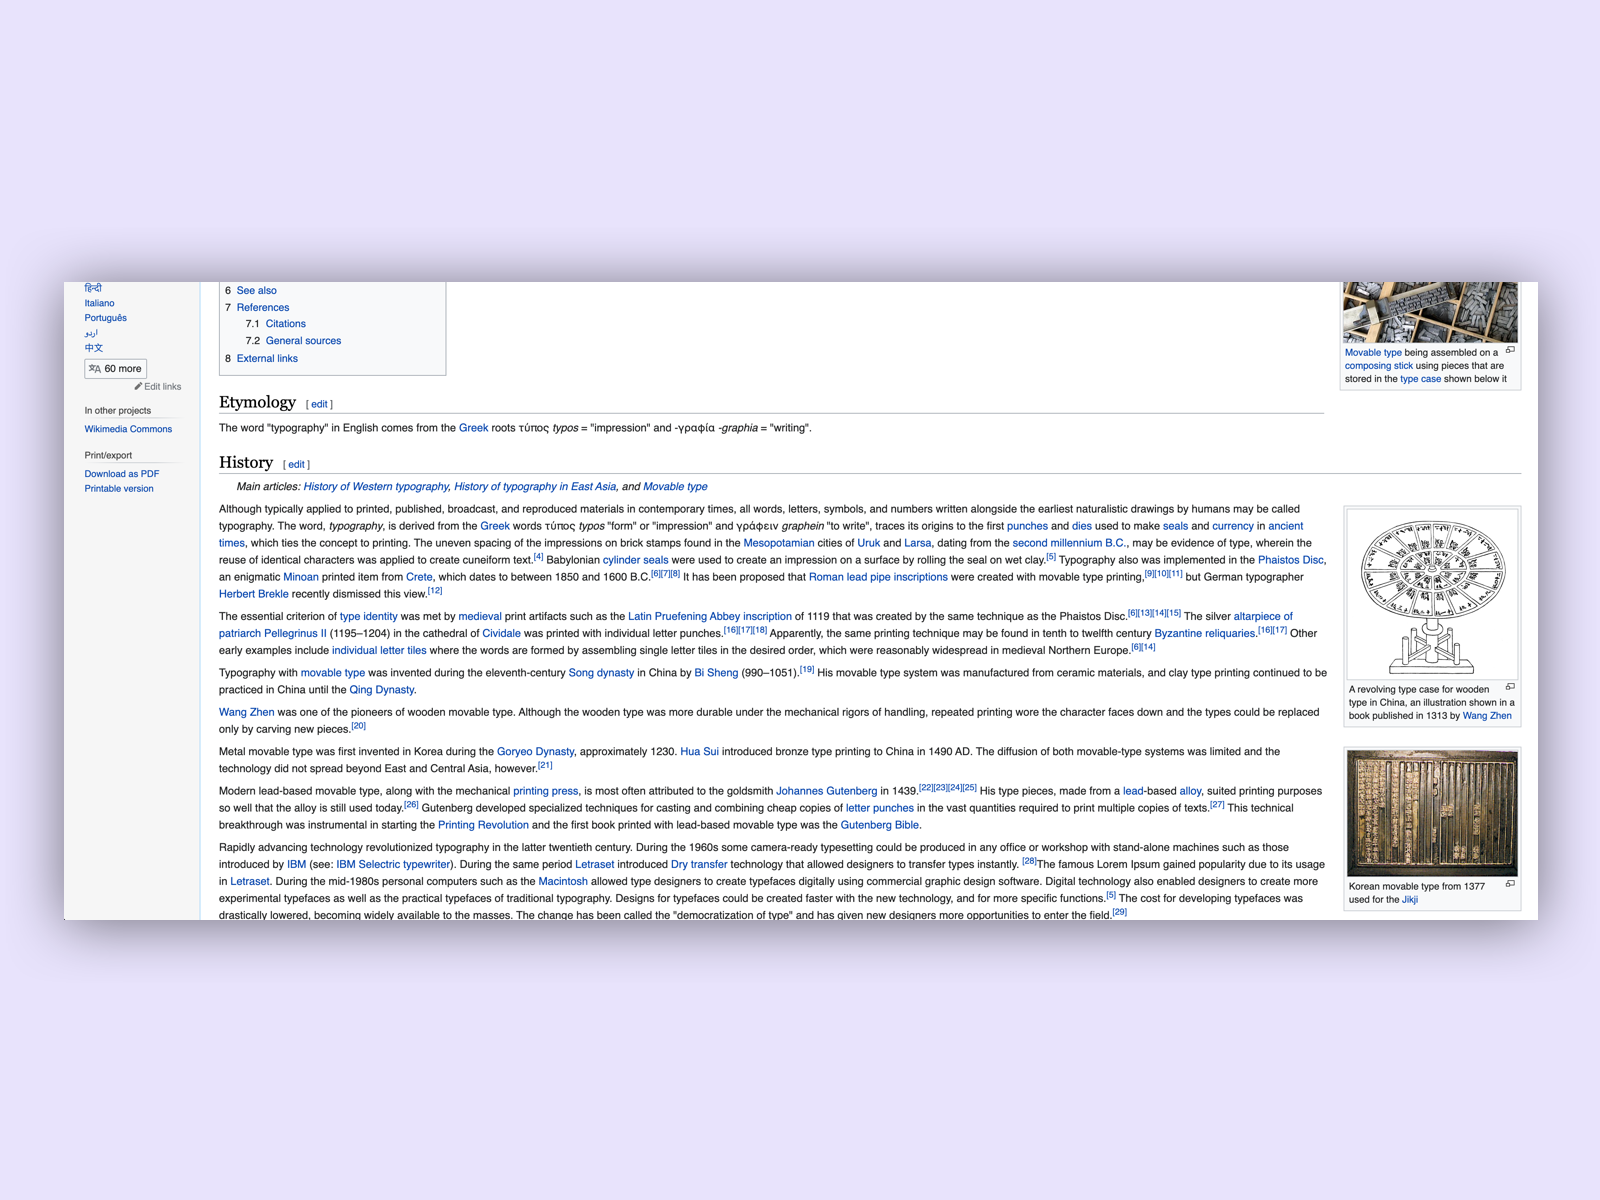 हिन्दी
Italiano
Português
اردو
中文
60 more
Edit links
In other projects
Wikimedia Commons
Print/export
Download as PDF
Printable version
6 See also
7 References
7.1 Citations
7.2 General sources
8 External links
Movable type being assembled on a
composing stick using pieces that are
stored in the type case shown below it
Etymology [ edit ]
The word "typography" in English comes from the Greek roots τύπος typos = "impression" and -γραφία -graphia = "writing".
History [ edit ]
Main articles: History of Western typography, History of typography in East Asia, and Movable type
Although typically applied to printed, published, broadcast, and reproduced materials in contemporary times, all words, letters, symbols, and numbers written alongside the earliest naturalistic drawings by humans may be called
typography. The word, typography, is derived from the Greek words τύπος typos "form" or "impression" and γράφειν graphein "to write", traces its origins to the first punches and dies used to make seals and currency in ancient
times, which ties the concept to printing. The uneven spacing of the impressions on brick stamps found in the Mesopotamian cities of Uruk and Larsa, dating from the second millennium B.C., may be evidence of type, wherein the
reuse of identical characters was applied to create cuneiform text.[4] Babylonian cylinder seals were used to create an impression on a surface by rolling the seal on wet clay.[5] Typography also was implemented in the Phaistos Disc,
an enigmatic Minoan printed item from Crete, which dates to between 1850 and 1600 B.C.[6][7][8] It has been proposed that Roman lead pipe inscriptions were created with movable type printing,[9][10][11] but German typographer
Herbert Brekle recently dismissed this view.[12]
The essential criterion of type identity was met by medieval print artifacts such as the Latin Pruefening Abbey inscription of 1119 that was created by the same technique as the Phaistos Disc.[6][13][14][15] The silver altarpiece of
patriarch Pellegrinus II (1195–1204) in the cathedral of Cividale was printed with individual letter punches.[16][17][18] Apparently, the same printing technique may be found in tenth to twelfth century Byzantine reliquaries.[16][17] Other
early examples include individual letter tiles where the words are formed by assembling single letter tiles in the desired order, which were reasonably widespread in medieval Northern Europe.[6][14]
Typography with movable type was invented during the eleventh-century Song dynasty in China by Bi Sheng (990–1051).[19] His movable type system was manufactured from ceramic materials, and clay type printing continued to be
practiced in China until the Qing Dynasty.
Wang Zhen was one of the pioneers of wooden movable type. Although the wooden type was more durable under the mechanical rigors of handling, repeated printing wore the character faces down and the types could be replaced
only by carving new pieces.[20]
Metal movable type was first invented in Korea during the Goryeo Dynasty, approximately 1230. Hua Sui introduced bronze type printing to China in 1490 AD. The diffusion of both movable-type systems was limited and the
technology did not spread beyond East and Central Asia, however.[21]
Modern lead-based movable type, along with the mechanical printing press, is most often attributed to the goldsmith Johannes Gutenberg in 1439.[22][23][24][25] His type pieces, made from a lead-based alloy, suited printing purposes
so well that the alloy is still used today.[26] Gutenberg developed specialized techniques for casting and combining cheap copies of letter punches in the vast quantities required to print multiple copies of texts.[27] This technical
breakthrough was instrumental in starting the Printing Revolution and the first book printed with lead-based movable type was the Gutenberg Bible.
Rapidly advancing technology revolutionized typography in the latter twentieth century. During the 1960s some camera-ready typesetting could be produced in any office or workshop with stand-alone machines such as those
introduced by IBM (see: IBM Selectric typewriter). During the same period Letraset introduced Dry transfer technology that allowed designers to transfer types instantly. [28]The famous Lorem Ipsum gained popularity due to its usage
in Letraset. During the mid-1980s personal computers such as the Macintosh allowed type designers to create typefaces digitally using commercial graphic design software. Digital technology also enabled designers to create more
experimental typefaces as well as the practical typefaces of traditional typography. Designs for typefaces could be created faster with the new technology, and for more specific functions.[5] The cost for developing typefaces was
drastically lowered, becoming widely available to the masses. The change has been called the "democratization of type" and has given new designers more opportunities to enter the field.[29]
A revolving type case for wooden
type in China, an illustration shown in a
book published in 1313 by Wang Zhen
Korean movable type from 1377
used for the Jikji